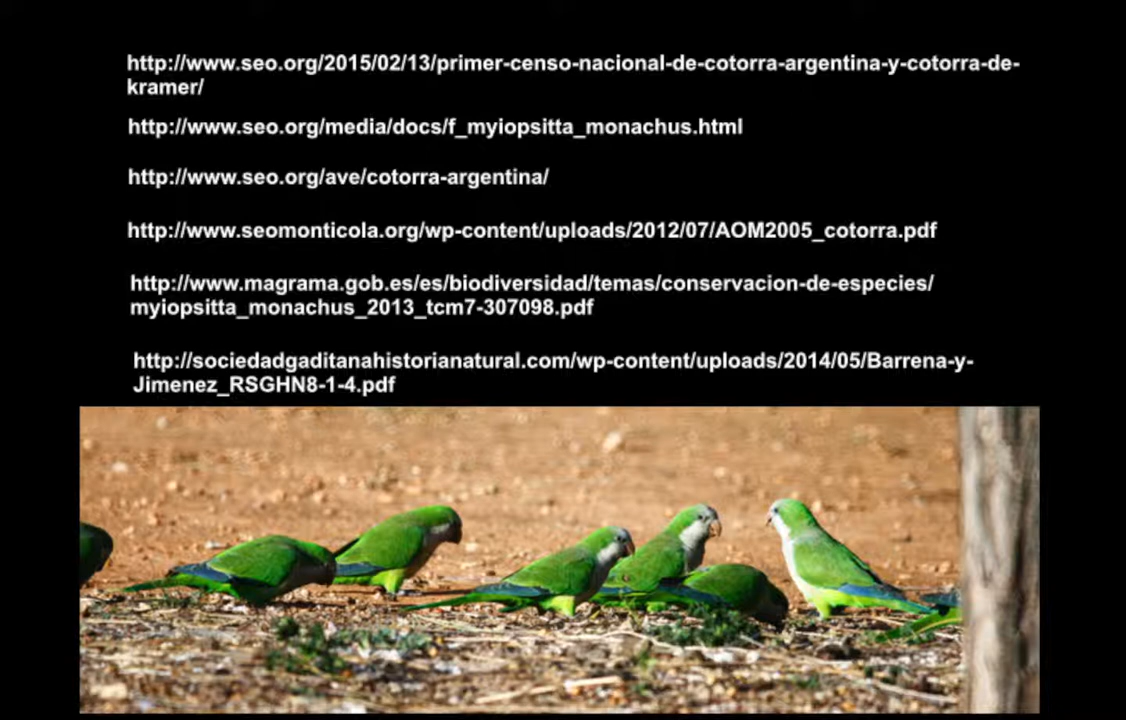 http://www.seo.org/2015/02/13/primer-censo-nacional-de-cotorra-argentina-y-cotorra-de-
kramer/
http://www.seo.org/media/docs/f_myiopsitta_monachus.html
http://www.seo.org/ave/cotorra-argentina/
http://www.seomonticola.org/wp-content/uploads/2012/07/AOM2005_cotorra.pdf
http://www.magrama.gob.es/es/biodiversidad/temas/conservacion-de-especies/
myiopsitta_monachus_2013_tcm7-307098.pdf
http://sociedadgaditanahistorianatural.com/wp-content/uploads/2014/05/Barrena-y-
Jimenez_RSGHN8-1-4.pdf